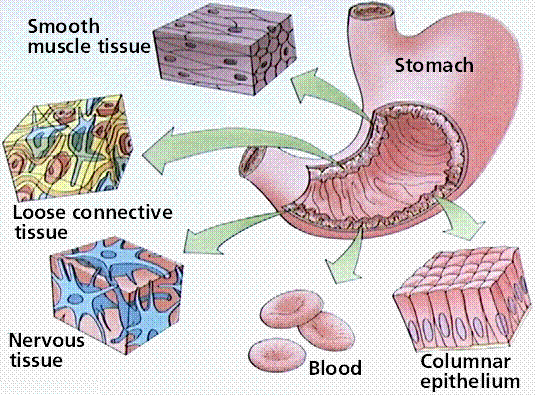 Smooth
muscle tissue
Stomach
Loose connective
tissue
Nervous
tissue
Blood
Columnar
epithelium